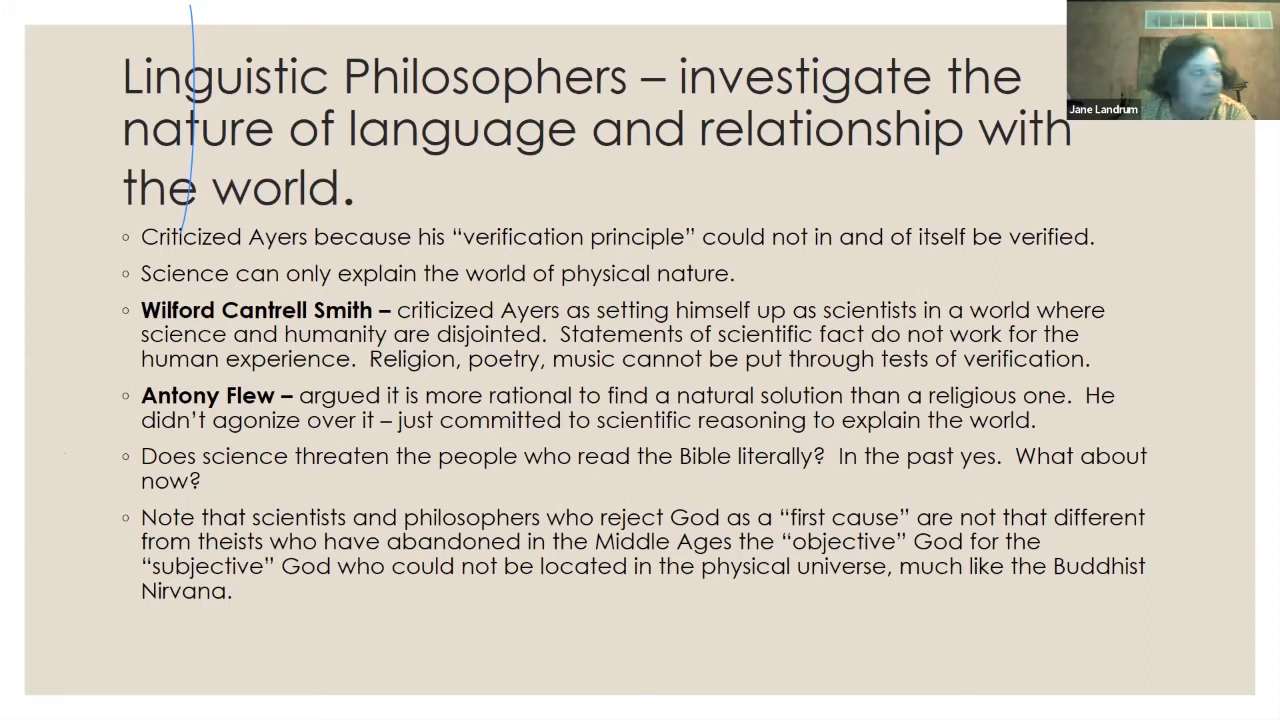 Linguistic Philosophers – investigate the
nature of language and relationship with
the world.
Jane Landrum
◦ Criticized Ayers because his “verification principle” could not in and of itself be verified.
◦ Science can only explain the world of physical nature.
◦ Wilford Cantrell Smith – criticized Ayers as setting himself up as scientists in a world where
science and humanity are disjointed.  Statements of scientific fact do not work for the
human experience.  Religion, poetry, music cannot be put through tests of verification.
◦ Antony Flew – argued it is more rational to find a natural solution than a religious one.  He
didn’t agonize over it – just committed to scientific reasoning to explain the world.
◦ Does science threaten the people who read the Bible literally?  In the past yes.  What about
now?
◦ Note that scientists and philosophers who reject God as a “first cause” are not that different
from theists who have abandoned in the Middle Ages the “objective” God for the
“subjective” God who could not be located in the physical universe, much like the Buddhist
Nirvana.